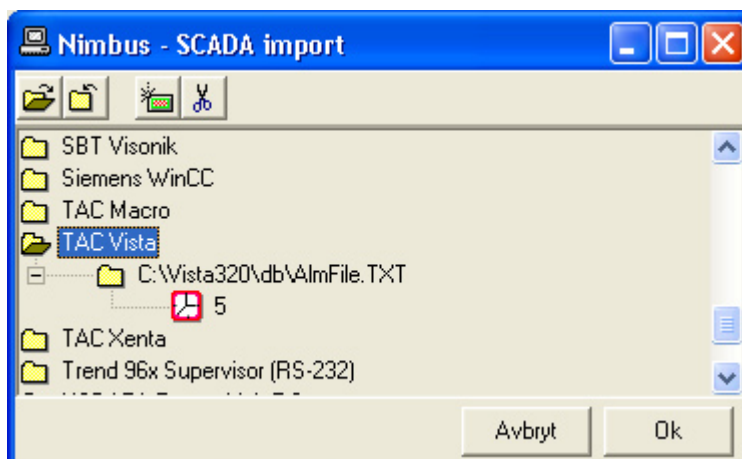 Nimbus - SCADA import
SBT Visonik
Siemens WinCC
TAC Macro
TAC Vista
C:\Vista320\db\AlmFile.TXT
5
TAC Xenta
Trend 96x Supervisor (RS-232)
Avbryt
Ok